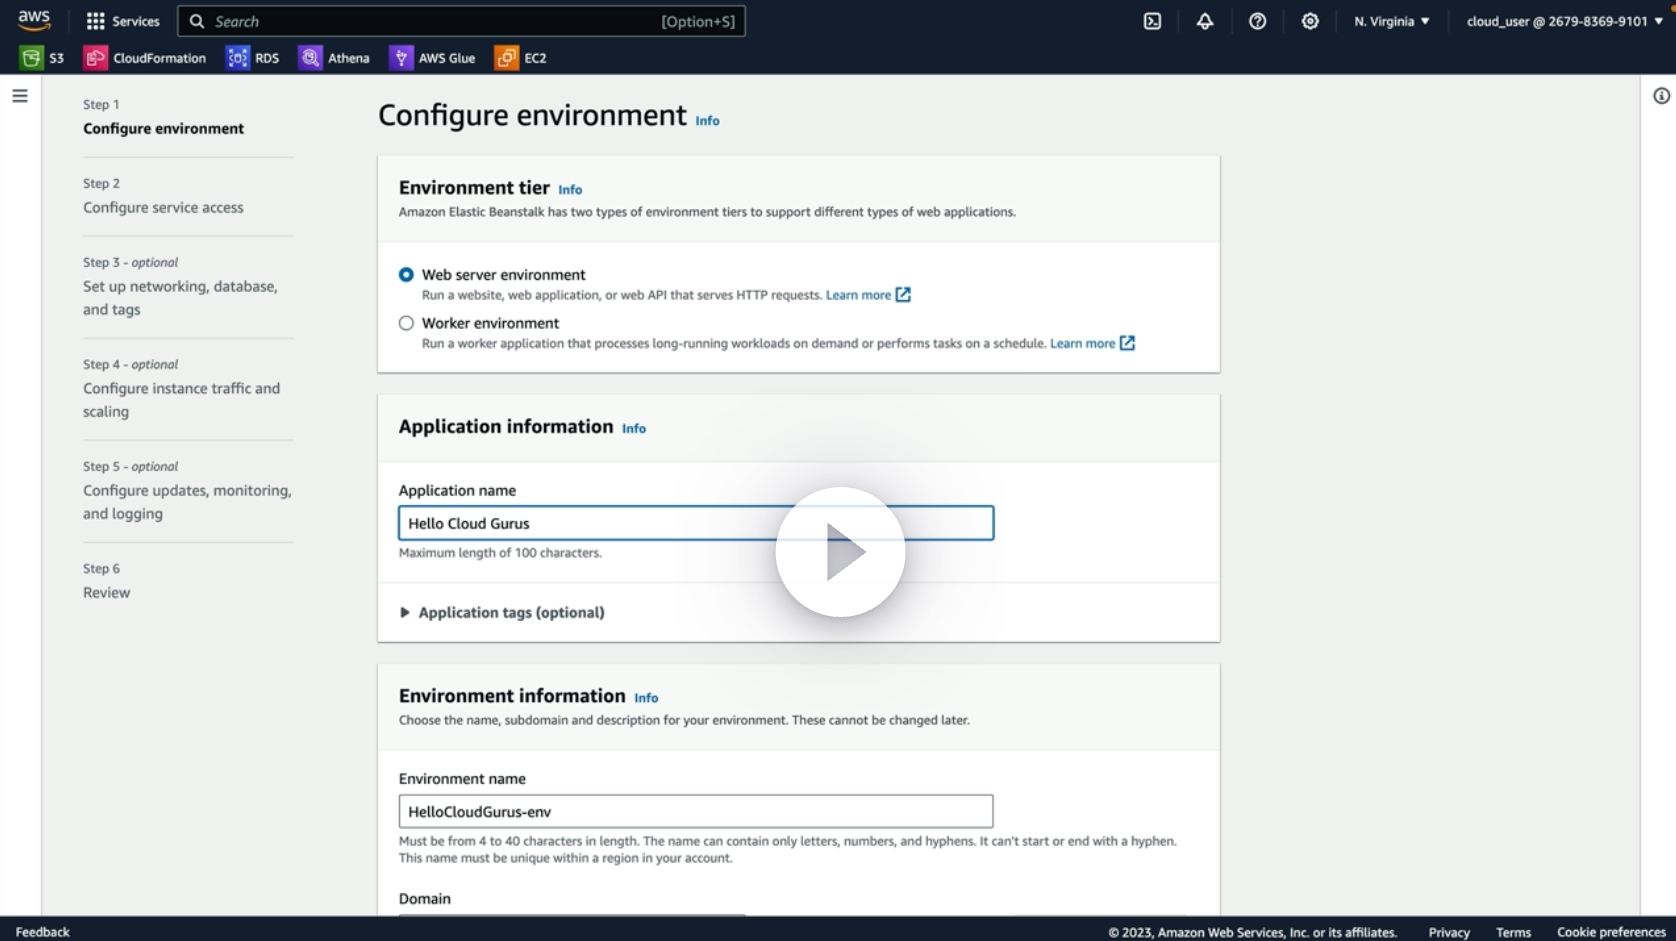 aws
Services
Search [Option+S]
N. Virginia ▼
cloud_user @ 2679-8369-9101 ▼
S3
CloudFormation
RDS
Athena
AWS Glue
EC2
Step 1
Configure environment
Step 2
Configure service access
Step 3 - optional
Set up networking, database,
and tags
Step 4 - optional
Configure instance traffic and
scaling
Step 5 - optional
Configure updates, monitoring,
and logging
Step 6
Review
Configure environment Info
Environment tier Info
Amazon Elastic Beanstalk has two types of environment tiers to support different types of web applications.
Web server environment
Run a website, web application, or web API that serves HTTP requests. Learn more
Worker environment
Run a worker application that processes long-running workloads on demand or performs tasks on a schedule. Learn more
Application information Info
Application name
Hello Cloud Gurus
Maximum length of 100 characters.
Application tags (optional)
Environment information Info
Choose the name, subdomain and description for your environment. These cannot be changed later.
Environment name
HelloCloudGurus-env
Must be from 4 to 40 characters in length. The name can contain only letters, numbers, and hyphens. It can't start or end with a hyphen.
This name must be unique within a region in your account.
Domain
Feedback
© 2023, Amazon Web Services, Inc. or its affiliates.
Privacy
Terms
Cookie preferences